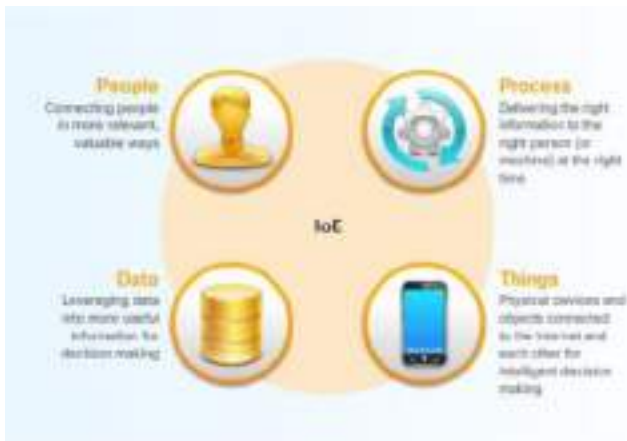 People
Connecting people
in more relevant,
valuable ways
Process
Delivering the right
information to the
right person (or
machine) at the right
time
IoE
Data
Leveraging data
into more useful
information for
decision making
Things
Physical devices and
objects connected
to the Internet and
each other for
intelligent decision
making